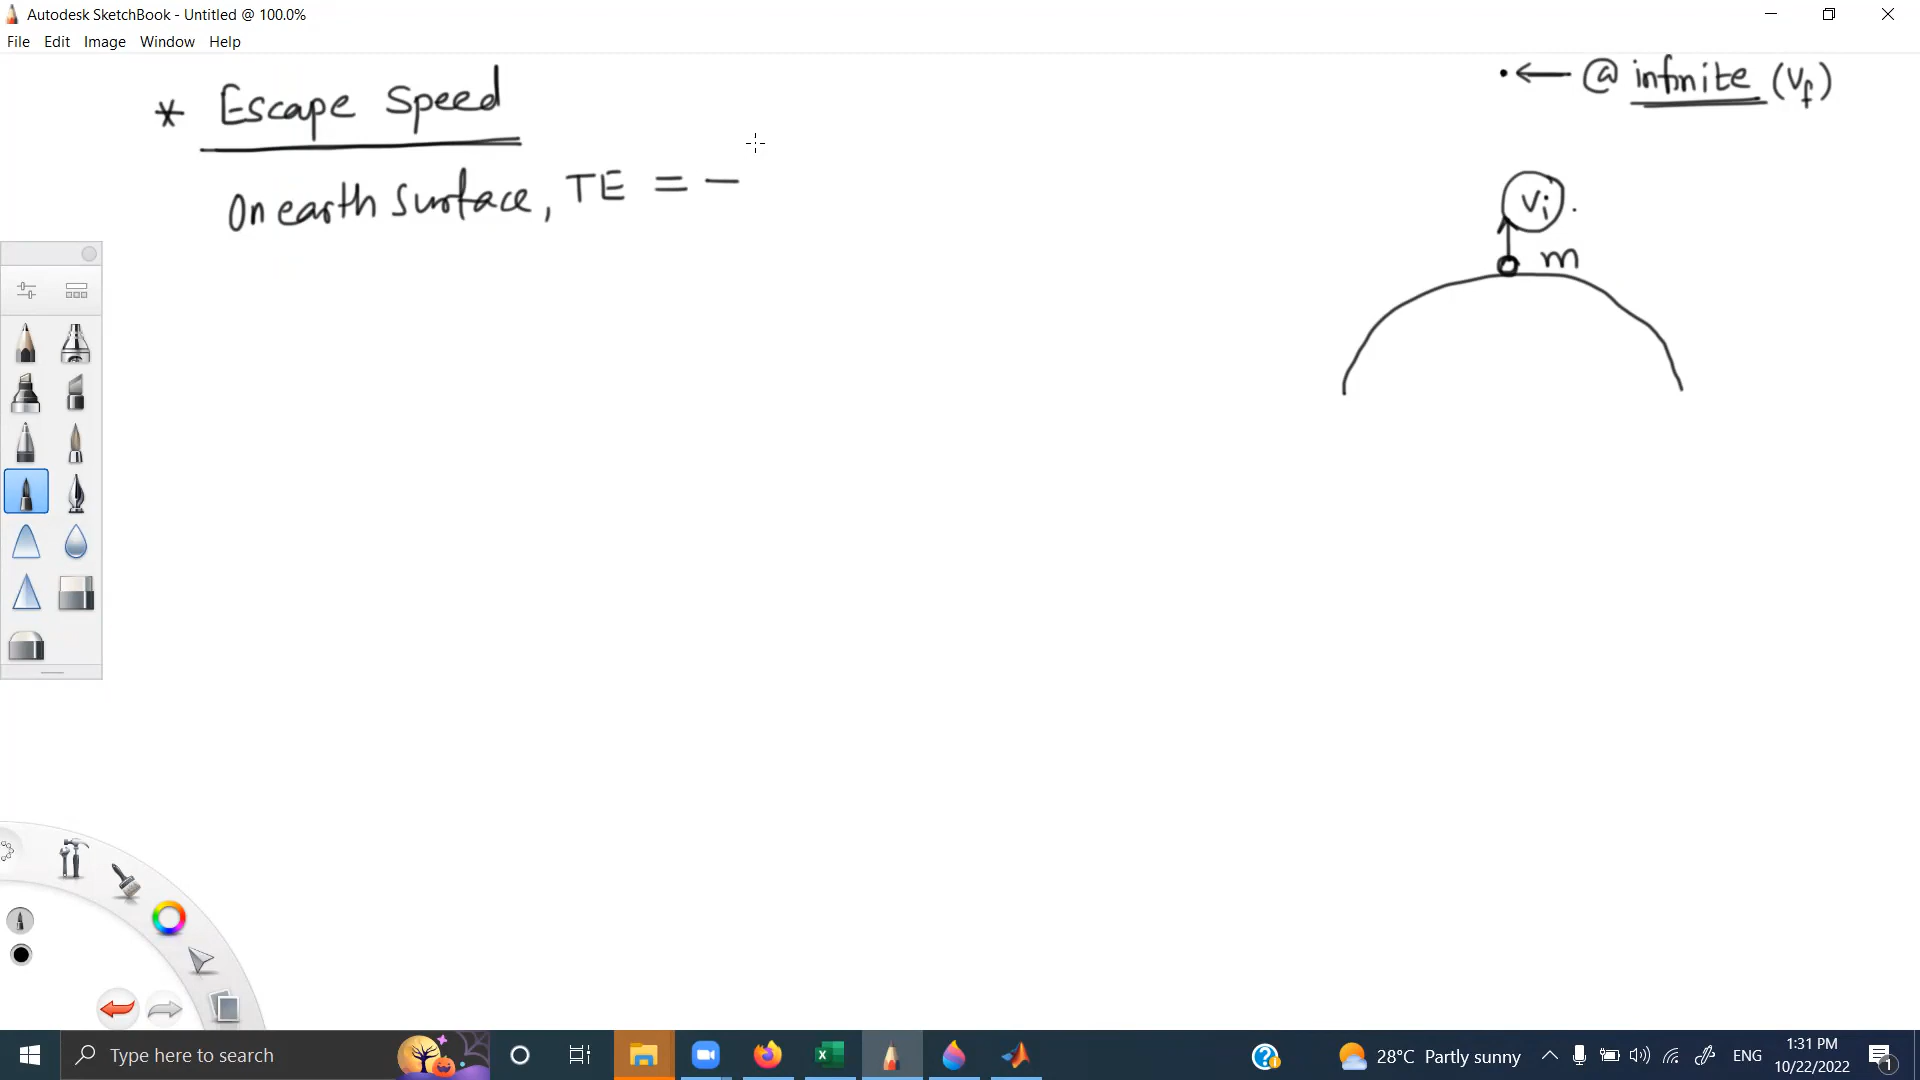 Autodesk SketchBook - Untitled @ 100.0%
File Edit Image Window Help
* Escape Speed
On earth surface, TE = −
@ infinite (Vf)
Vi .
m
Type here to search
28°C Partly sunny
ENG
1:31 PM
10/22/2022
1